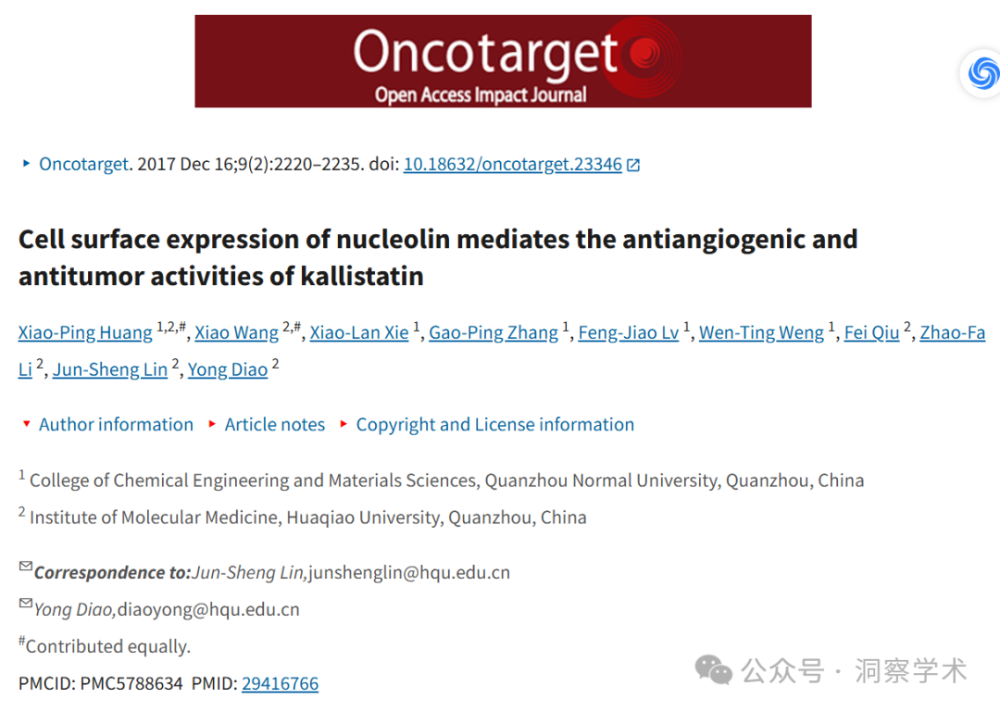 Oncotarget
Open Access Impact Journal
Oncotarget. 2017 Dec 16;9(2):2220–2235. doi: 10.18632/oncotarget.23346
Cell surface expression of nucleolin mediates the antiangiogenic and
antitumor activities of kallistatin
Xiao-Ping Huang 1,2,#, Xiao Wang 2,#, Xiao-Lan Xie 1, Gao-Ping Zhang 1, Feng-Jiao Lv 1, Wen-Ting Weng 1, Fei Qiu 2, Zhao-Fa
Li 2, Jun-Sheng Lin 2, Yong Diao 2
Author information Article notes Copyright and License information
1 College of Chemical Engineering and Materials Sciences, Quanzhou Normal University, Quanzhou, China
2 Institute of Molecular Medicine, Huaqiao University, Quanzhou, China
Correspondence to:Jun-Sheng Lin,junshenglin@hqu.edu.cn
Yong Diao,diaoyong@hqu.edu.cn
#Contributed equally.
PMCID: PMC5788634 PMID: 29416766
公众号 · 洞察学术